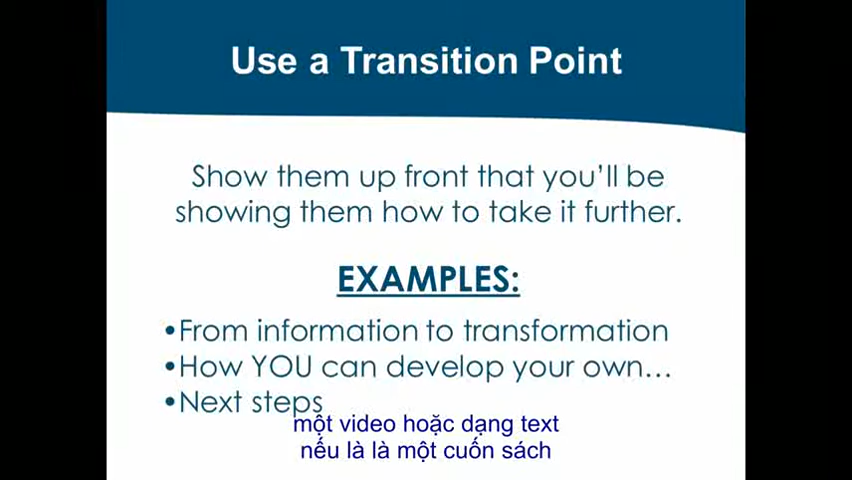 Use a Transition Point
Show them up front that you'll be
showing them how to take it further.
EXAMPLES:
•From information to transformation
•How YOU can develop your own...
•Next steps
một video hoặc dạng text
nếu là là một cuốn sách